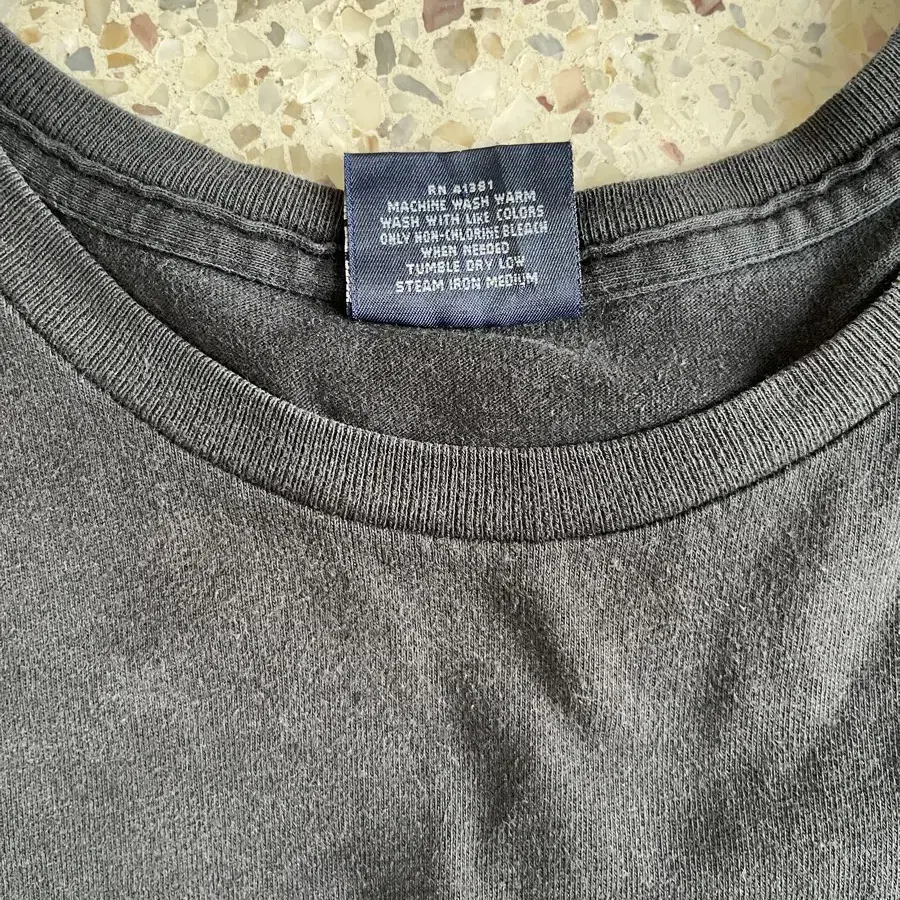 RN 41381
MACHINE WASH WARM
WASH WITH LIKE COLORS
ONLY NON-CHLORINE BLEACH
WHEN NEEDED
TUMBLE DRY LOW
STEAM IRON MEDIUM